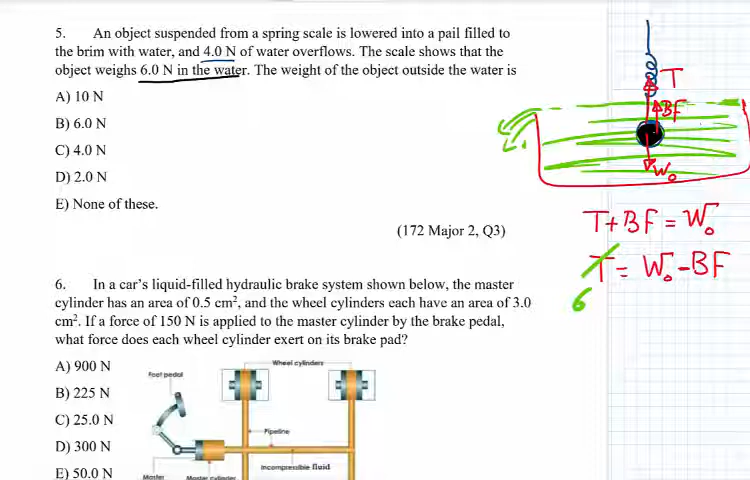 5. An object suspended from a spring scale is lowered into a pail filled to
the brim with water, and 4.0 N of water overflows. The scale shows that the
object weighs 6.0 N in the water. The weight of the object outside the water is
A) 10 N
B) 6.0 N
C) 4.0 N
D) 2.0 N
E) None of these.
(172 Major 2, Q3)
T
BF
W₀
T+BF = W₀
T = W₀-BF
6
6. In a car’s liquid-filled hydraulic brake system shown below, the master
cylinder has an area of 0.5 cm², and the wheel cylinders each have an area of 3.0
cm². If a force of 150 N is applied to the master cylinder by the brake pedal,
what force does each wheel cylinder exert on its brake pad?
A) 900 N
B) 225 N
C) 25.0 N
D) 300 N
E) 50.0 N
Wheel cylinders
Foot pedal
Pipeline
Incompressible fluid
Master
Master cylinder